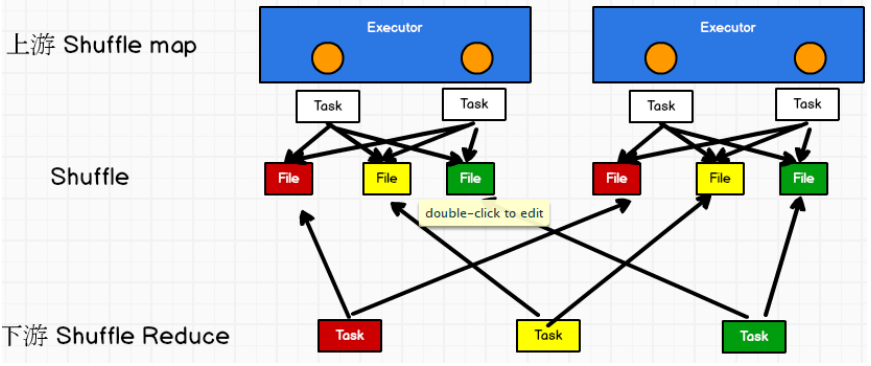 Executor
Executor
上游 Shuffle map
Task
Task
Task
Task
Shuffle
File
File
File
File
File
File
double-click to edit
下游 Shuffle Reduce
Task
Task
Task